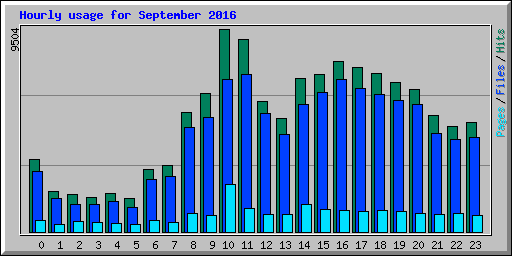 Hourly usage for September 2016
9504
Pages/Files/Hits
0 1 2 3 4 5 6 7 8 9 10 11 12 13 14 15 16 17 18 19 20 21 22 23